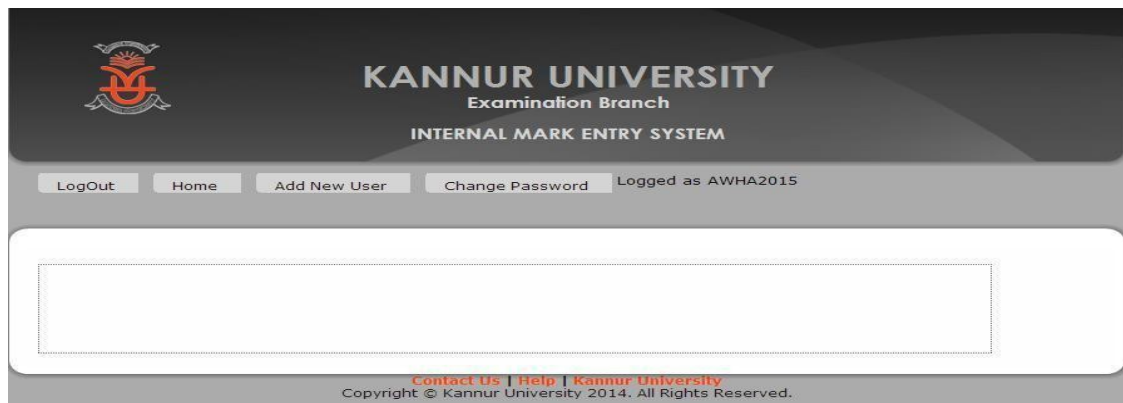 KANNUR UNIVERSITY
Examination Branch
INTERNAL MARK ENTRY SYSTEM
LogOut Home Add New User Change Password Logged as AWHA2015
Contact Us | Help | Kannur University
Copyright © Kannur University 2014. All Rights Reserved.